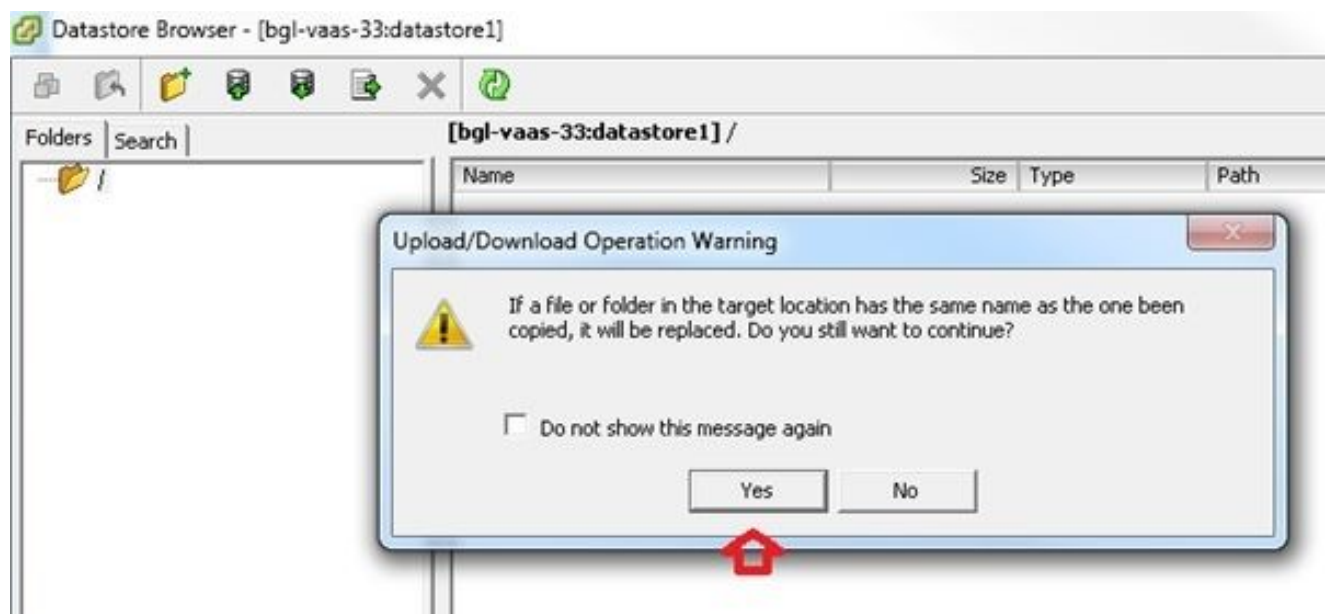 Datastore Browser - [bgl-vaas-33:datastore1]
Folders Search
[bgl-vaas-33:datastore1] /
/
Name Size Type Path
Upload/Download Operation Warning
If a file or folder in the target location has the same name as the one been
copied, it will be replaced. Do you still want to continue?
Do not show this message again
Yes No